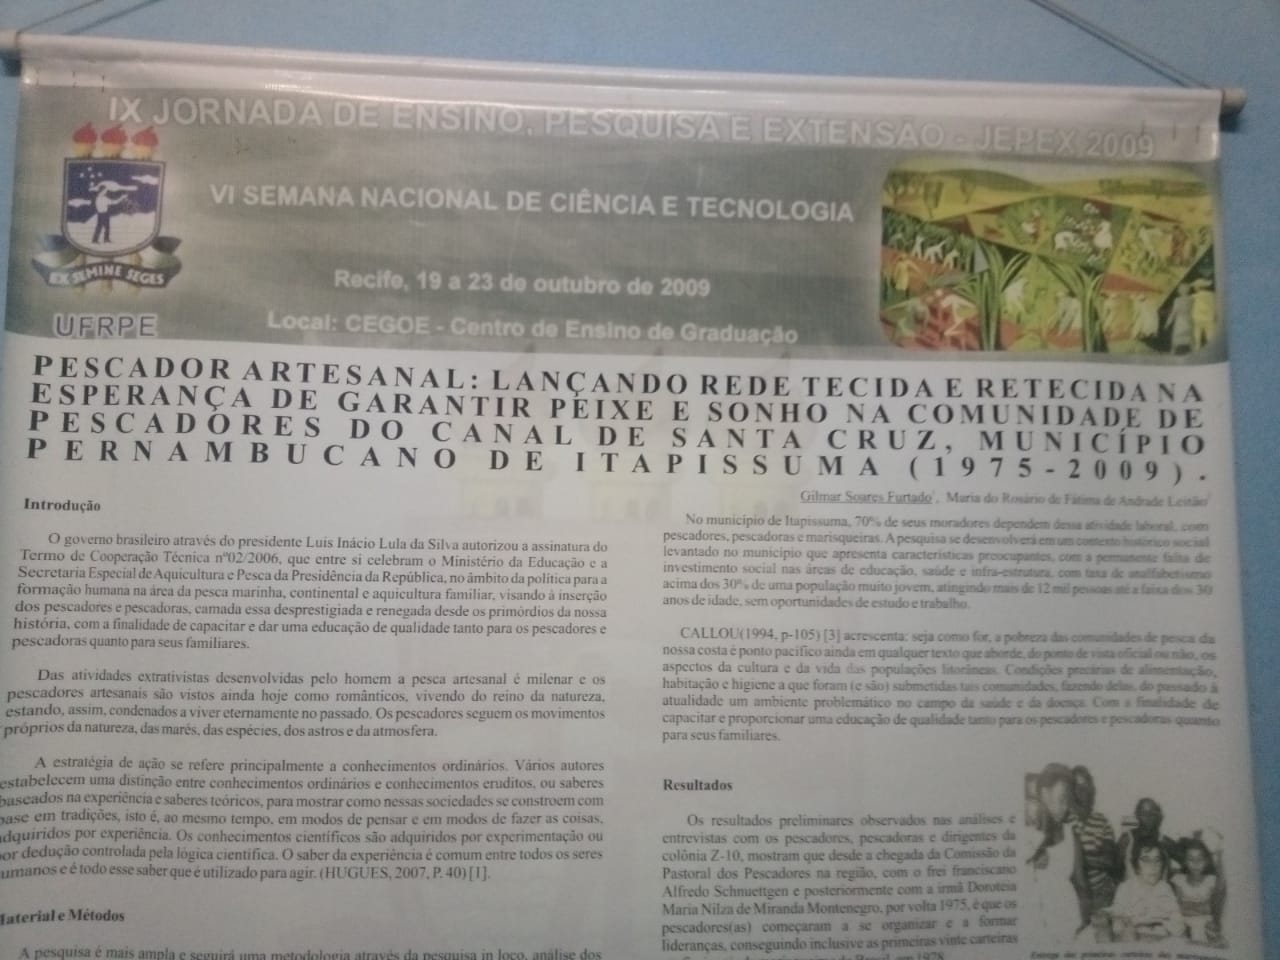 IX JORNADA DE ENSINO, PESQUISA E EXTENSÃO - JEPEX 2009
VI SEMANA NACIONAL DE CIÊNCIA E TECNOLOGIA
Recife, 19 a 23 de outubro de 2009
Local: CEGOE - Centro de Ensino de Graduação
EX SEMINE SEGES
UFRPE
PESCADOR ARTESANAL: LANÇANDO REDE TECIDA E RETECIDA NA
ESPERANÇA DE GARANTIR PEIXE E SONHO NA COMUNIDADE DE
PESCADORES DO CANAL DE SANTA CRUZ, MUNICÍPIO
PERNAMBUCANO DE ITAPISSUMA (1975-2009).
Gilmar Soares Furtado¹, Maria do Rosário de Fátima de Andrade Leitão²
Introdução
O governo brasileiro através do presidente Luis Inácio Lula da Silva autorizou a assinatura do
Termo de Cooperação Técnica nº02/2006, que entre si celebram o Ministério da Educação e a
Secretaria Especial de Aquicultura e Pesca da Presidência da República, no âmbito da política para a
formação humana na área da pesca marinha, continental e aquicultura familiar, visando à inserção
dos pescadores e pescadoras, camada essa desprestigiada e renegada desde os primórdios da nossa
história, com a finalidade de capacitar e dar uma educação de qualidade tanto para os pescadores e
pescadoras quanto para seus familiares.
Das atividades extrativistas desenvolvidas pelo homem a pesca artesanal é milenar e os
pescadores artesanais são vistos ainda hoje como românticos, vivendo do reino da natureza,
estando, assim, condenados a viver eternamente no passado. Os pescadores seguem os movimentos
próprios da natureza, das marés, das espécies, dos astros e da atmosfera.
A estratégia de ação se refere principalmente a conhecimentos ordinários. Vários autores
estabelecem uma distinção entre conhecimentos ordinários e conhecimentos eruditos, ou saberes
baseados na experiência e saberes teóricos, para mostrar como nessas sociedades se constroem com
base em tradições, isto é, ao mesmo tempo, em modos de pensar e em modos de fazer as coisas,
adquiridos por experiência. Os conhecimentos científicos são adquiridos por experimentação ou
or dedução controlada pela lógica científica. O saber da experiência é comum entre todos os seres
umanos e é todo esse saber que é utilizado para agir. (HUGUES, 2007, P. 40) [1].
Material e Métodos
A pesquisa é mais ampla e seguirá uma metodologia através da pesquisa in loco, análise dos
No município de Itapissuma, 70% de seus moradores dependem dessa atividade laboral, com
pescadores, pescadoras e marisqueiras. A pesquisa se desenvolverá em um contexto histórico social
levantado no município que apresenta características preocupantes, com a permanente falta de
investimento social nas áreas de educação, saúde e infra-estrutura, com taxa de analfabetismo
acima dos 30% de uma população muito jovem, atingindo mais de 12 mil pessoas até a faixa dos 30
anos de idade, sem oportunidades de estudo e trabalho.
CALLOU(1994, p-105) [3] acrescenta: seja como for, a pobreza das comunidades de pesca da
nossa costa é ponto pacífico ainda em qualquer texto que aborde, do ponto de vista oficial ou não, os
aspectos da cultura e da vida das populações litorâneas. Condições precárias de alimentação,
habitação e higiene a que foram (e são) submetidas tais comunidades, fazendo delas, do passado à
atualidade um ambiente problemático no campo da saúde e da doença. Com a finalidade de
capacitar e proporcionar uma educação de qualidade tanto para os pescadores e pescadoras quanto
para seus familiares.
Resultados
Os resultados preliminares observados nas análises e
entrevistas com os pescadores, pescadoras e dirigentes da
colônia Z-10, mostram que desde a chegada da Comissão da
Pastoral dos Pescadores na região, com o frei franciscano
Alfredo Schnuettgen e posteriormente com a irmã Doroteia
Maria Nilza de Miranda Montenegro, por volta 1975, é que os
pescadores(as) começaram a se organizar e a formar
lideranças, conseguindo inclusive as primeiras vinte carteiras